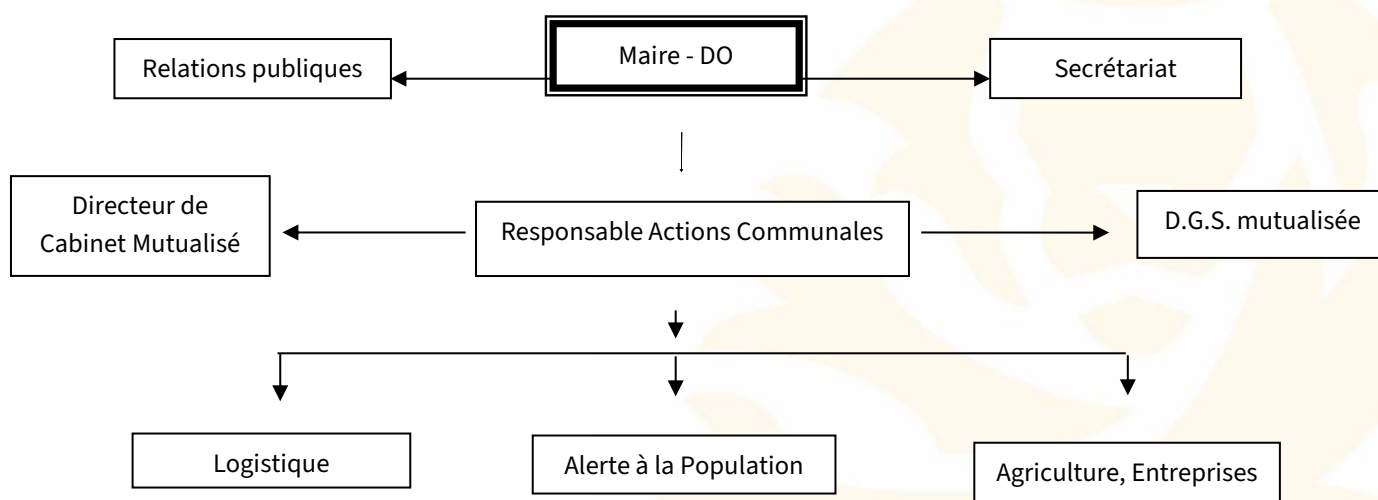 Maire - DO
Relations publiques
Secrétariat
Directeur de
Cabinet Mutualisé
Responsable Actions Communales
D.G.S. mutualisée
Logistique
Alerte à la Population
Agriculture, Entreprises